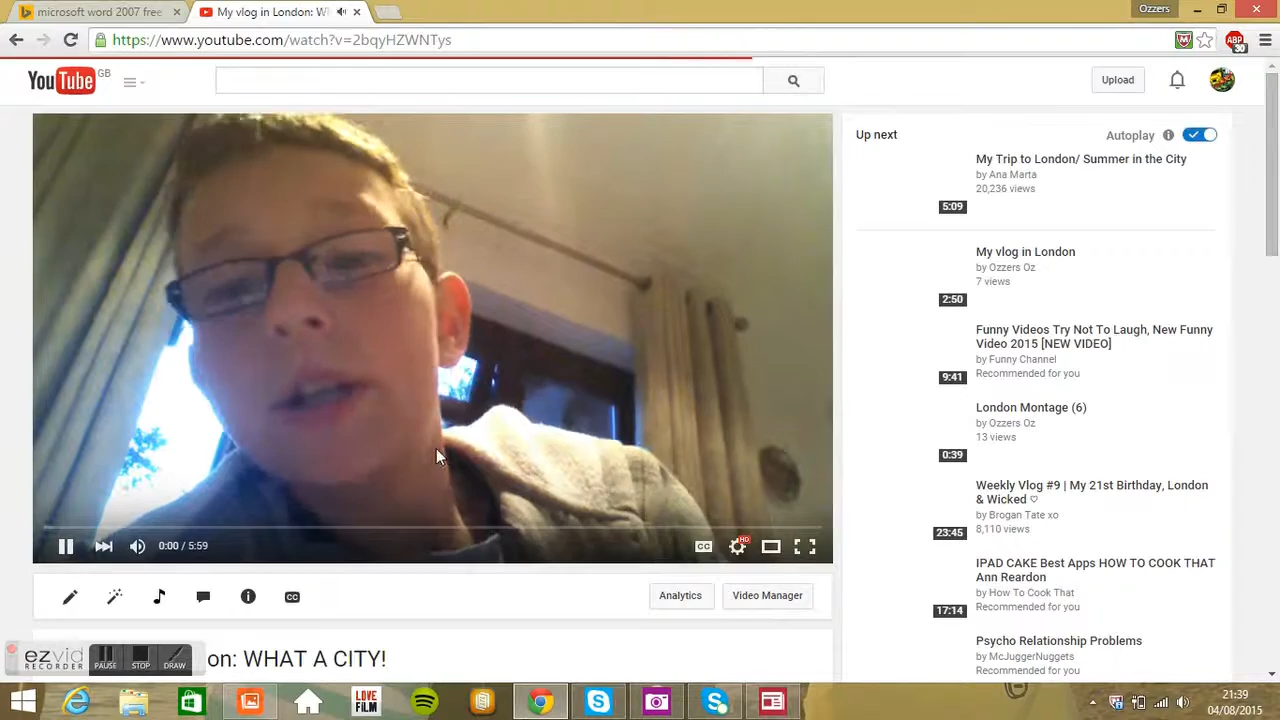 microsoft word 2007 free
My vlog in London: W
Ozzers
https://www.youtube.com/watch?v=2bqyHZWNTys
ABP
30
YouTube GB
Upload
Up next
Autoplay
My Trip to London/ Summer in the City
by Ana Marta
20,236 views
5:09
My vlog in London
by Ozzers Oz
7 views
2:50
Funny Videos Try Not To Laugh, New Funny
Video 2015 [NEW VIDEO]
by Funny Channel
Recommended for you
9:41
London Montage (6)
by Ozzers Oz
13 views
0:39
Weekly Vlog #9 | My 21st Birthday, London
& Wicked ♡
by Brogan Tate xo
8,110 views
23:45
IPAD CAKE Best Apps HOW TO COOK THAT
Ann Reardon
by How To Cook That
Recommended for you
17:14
Psycho Relationship Problems
by McJuggerNuggets
Recommended for you
0:00 / 5:59
CC
HD
CC
Analytics
Video Manager
ezvid
RECORDER
PAUSE
STOP
DRAW
on: WHAT A CITY!
LOVE
FILM
21:39
04/08/2015